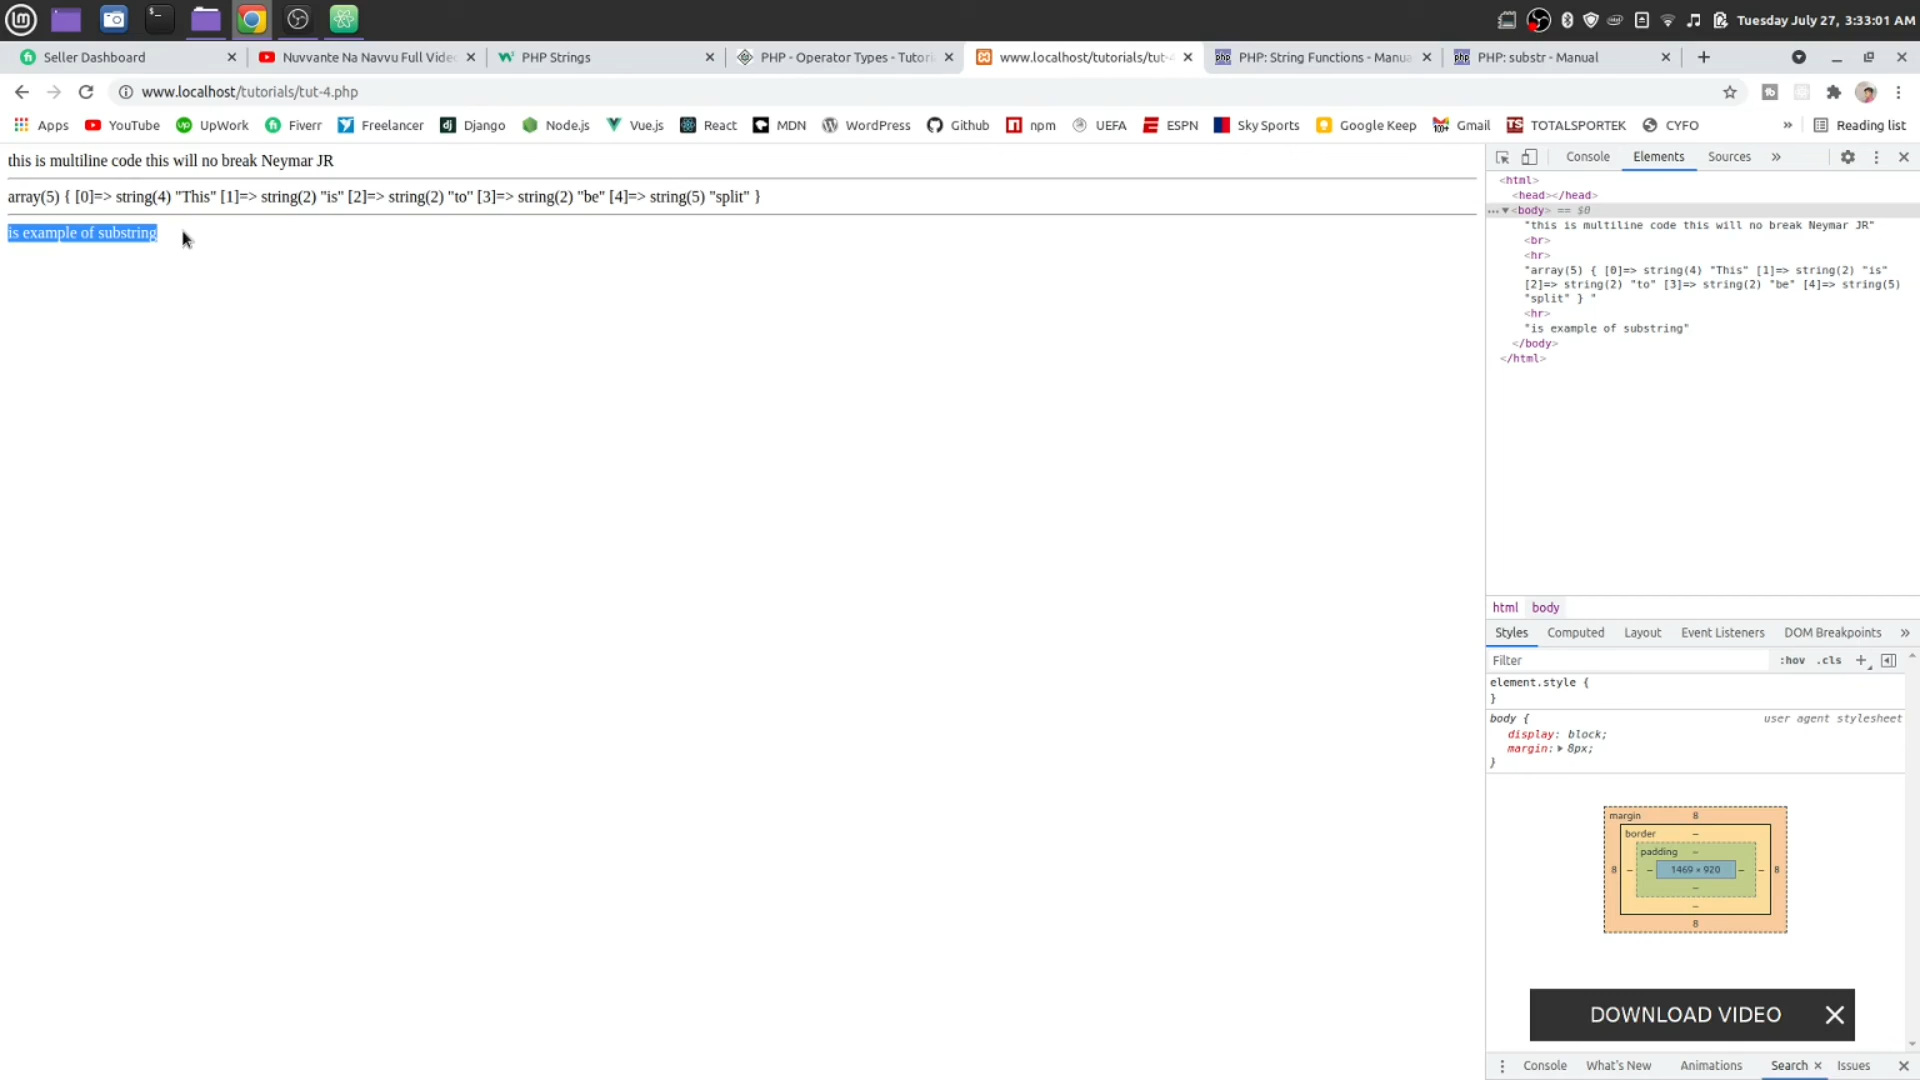 Tuesday July 27, 3:33:01 AM
Seller Dashboard
Nuvvante Na Navvu Full Vide
PHP Strings
PHP - Operator Types - Tutori
www.localhost/tutorials/tut-
PHP: String Functions - Manua
PHP: substr - Manual
www.localhost/tutorials/tut-4.php
Apps YouTube UpWork Fiverr Freelancer Django Node.js Vue.js React MDN WordPress Github npm UEFA ESPN Sky Sports Google Keep Gmail TOTALSPORTEK CYFO » Reading list
this is multiline code this will no break Neymar JR
array(5) { [0]=> string(4) "This" [1]=> string(2) "is" [2]=> string(2) "to" [3]=> string(2) "be" [4]=> string(5) "split" }
is example of substring
Console Elements Sources »
<html>
<head></head>
<body> == $0
"this is multiline code this will no break Neymar JR"
<br>
<hr>
"array(5) { [0]=> string(4) "This" [1]=> string(2) "is"
[2]=> string(2) "to" [3]=> string(2) "be" [4]=> string(5)
"split" } "
<hr>
"is example of substring"
</body>
</html>
html body
Styles Computed Layout Event Listeners DOM Breakpoints »
Filter :hov .cls +
element.style {
}
body { user agent stylesheet
display: block;
margin: 8px;
}
margin 8
border –
padding –
8 – – 1469 × 920 – – 8
–
–
8
DOWNLOAD VIDEO
Console What's New Animations Search × Issues